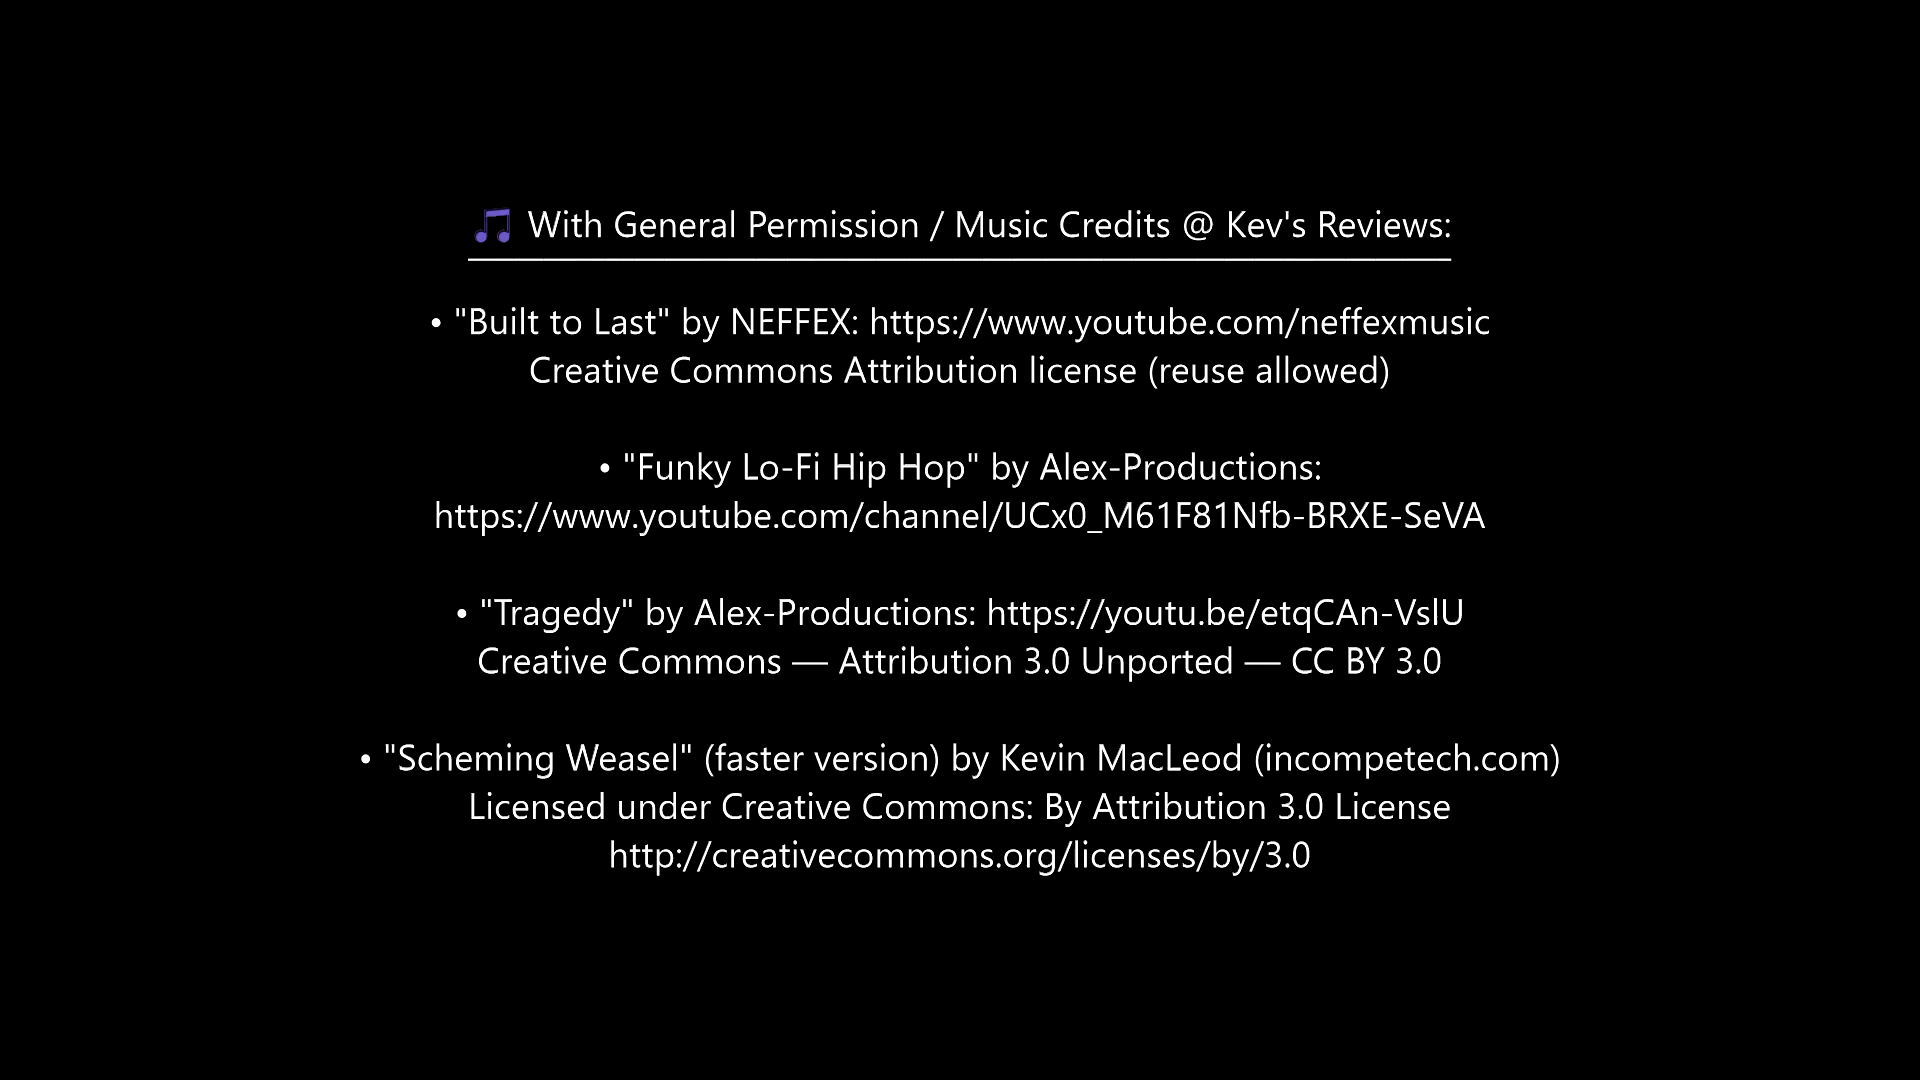 🎵 With General Permission / Music Credits @ Kev's Reviews:
• "Built to Last" by NEFFEX: https://www.youtube.com/neffexmusic
Creative Commons Attribution license (reuse allowed)
• "Funky Lo-Fi Hip Hop" by Alex-Productions:
https://www.youtube.com/channel/UCx0_M61F81Nfb-BRXE-SeVA
• "Tragedy" by Alex-Productions: https://youtu.be/etqCAn-VslU
Creative Commons — Attribution 3.0 Unported — CC BY 3.0
• "Scheming Weasel" (faster version) by Kevin MacLeod (incompetech.com)
Licensed under Creative Commons: By Attribution 3.0 License
http://creativecommons.org/licenses/by/3.0